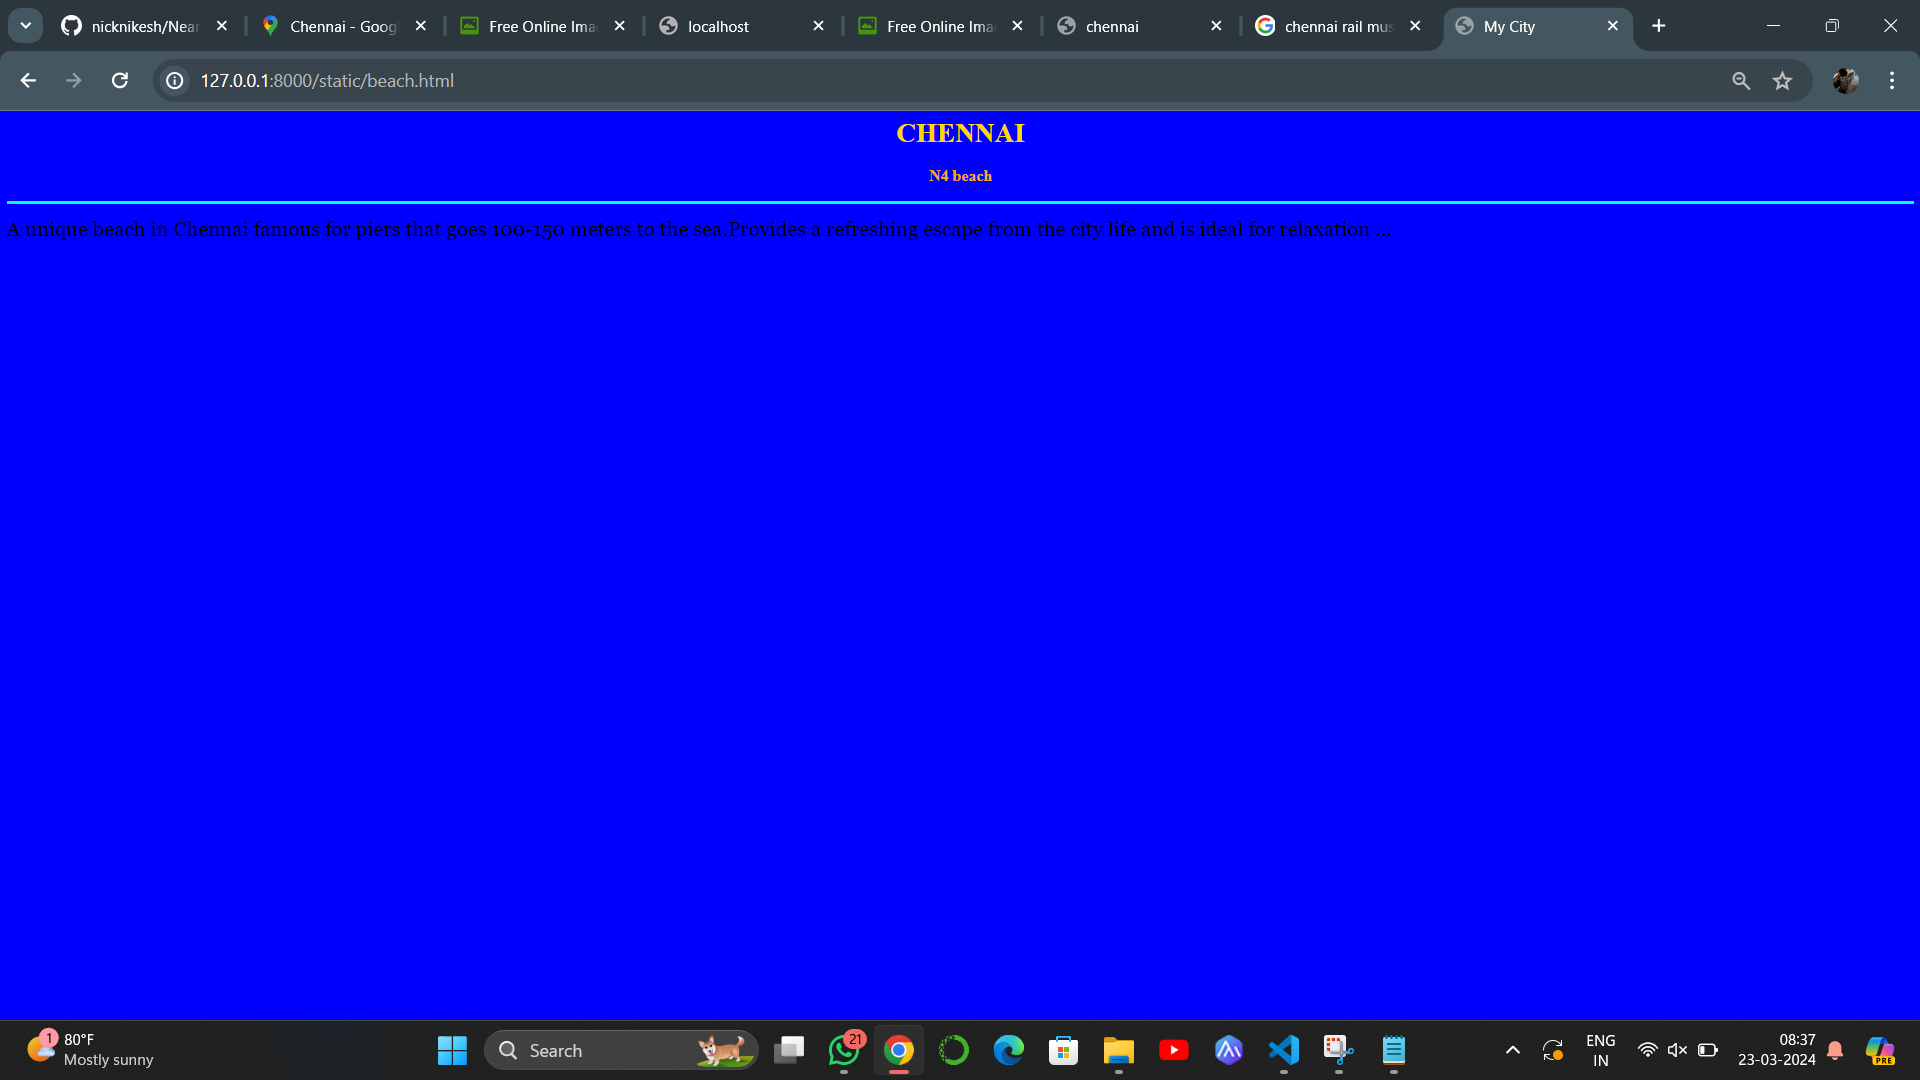 nicknikesh/Near
Chennai - Goog
Free Online Ima
localhost
Free Online Ima
chennai
chennai rail mus
My City
127.0.0.1:8000/static/beach.html
CHENNAI
N4 beach
A unique beach in Chennai famous for piers that goes 100-150 meters to the sea.Provides a refreshing escape from the city life and is ideal for relaxation ...
1
80°F
Mostly sunny
Search
21
ENG
IN
08:37
23-03-2024
PRE